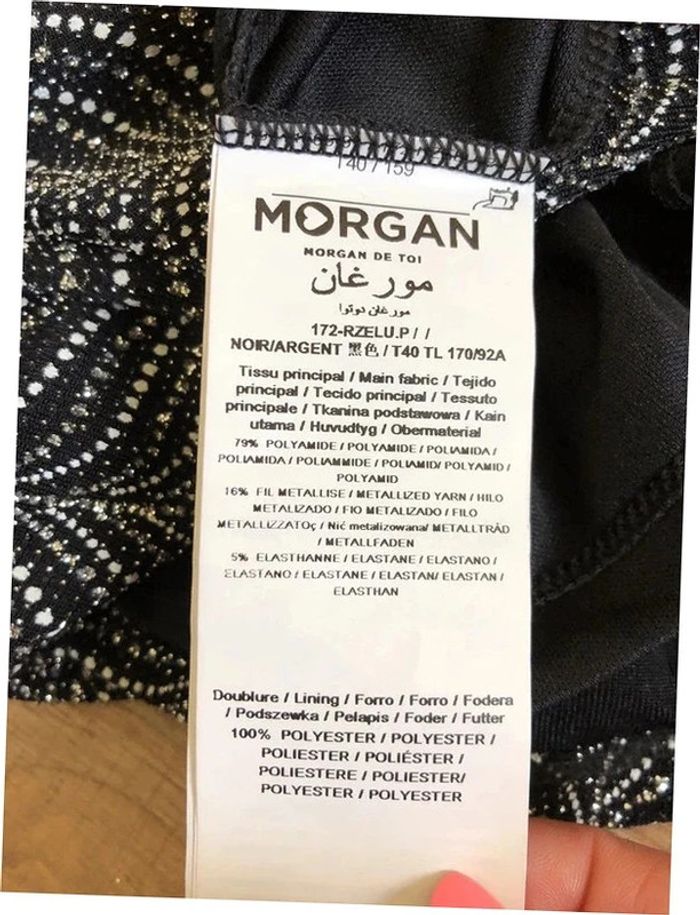 T40 / 159
MORGAN
MORGAN DE TOI
مورغان
مورغان دوتوا
172-RZELU.P / /
NOIR/ARGENT 黑色 / T40 TL 170/92A
Tissu principal / Main fabric / Tejido
principal / Tecido principal / Tessuto
principale / Tkanina podstawowa / Kain
utama / Huvudtyg / Obermaterial
79% POLYAMIDE / POLYAMIDE / POLIAMIDA /
POLIAMIDA / POLIAMMIDE / POLIAMID/ POLYAMID /
POLYAMID
16% FIL METALLISE / METALLIZED YARN / HILO
METALIZADO / FIO METALIZADO / FILO
METALLIZZATOç / Nić metalizowana/ METALLTRÅD
/ METALLFADEN
5% ELASTHANNE / ELASTANE / ELASTANO /
ELASTANO / ELASTANE / ELASTAN/ ELASTAN /
ELASTHAN
Doublure / Lining / Forro / Forro / Fodera
/ Podszewka / Pelapis / Foder / Futter
100% POLYESTER / POLYESTER /
POLIESTER / POLIÉSTER /
POLIESTERE / POLIESTER/
POLYESTER / POLYESTER